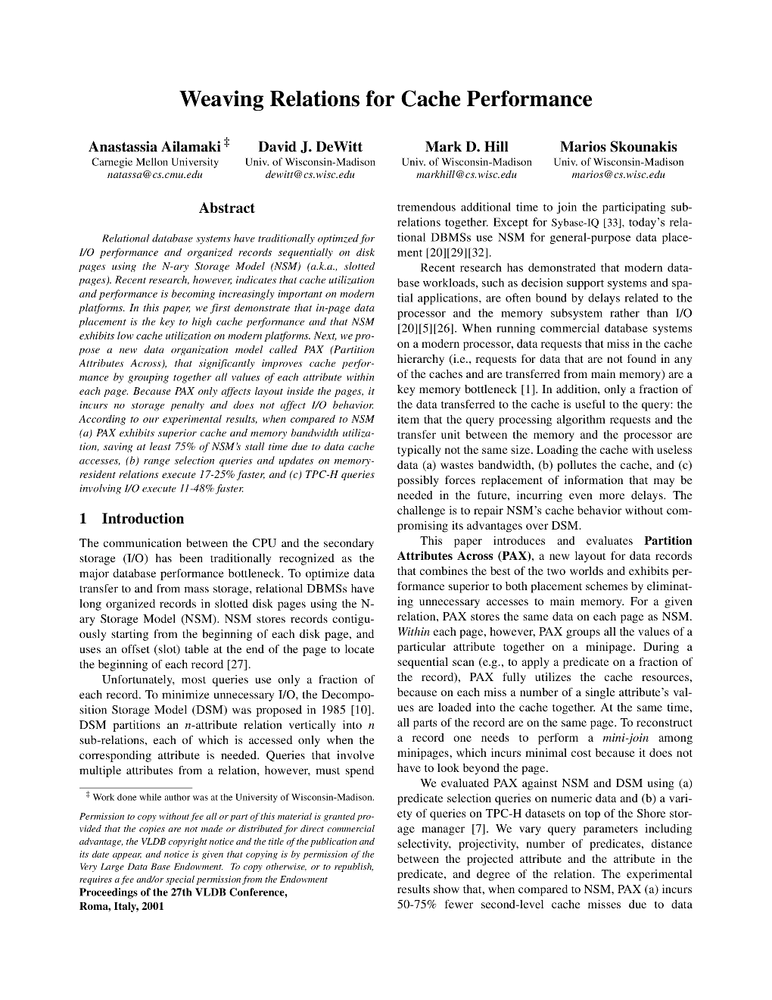 Weaving Relations for Cache Performance
Anastassia Ailamaki ‡
Carnegie Mellon University
natassa@cs.cmu.edu
David J. DeWitt
Univ. of Wisconsin-Madison
dewitt@cs.wisc.edu
Mark D. Hill
Univ. of Wisconsin-Madison
markhill@cs.wisc.edu
Marios Skounakis
Univ. of Wisconsin-Madison
marios@cs.wisc.edu
Abstract
Relational database systems have traditionally optimzed for
I/O performance and organized records sequentially on disk
pages using the N-ary Storage Model (NSM) (a.k.a., slotted
pages). Recent research, however, indicates that cache utilization
and performance is becoming increasingly important on modern
platforms. In this paper, we first demonstrate that in-page data
placement is the key to high cache performance and that NSM
exhibits low cache utilization on modern platforms. Next, we pro-
pose a new data organization model called PAX (Partition
Attributes Across), that significantly improves cache perfor-
mance by grouping together all values of each attribute within
each page. Because PAX only affects layout inside the pages, it
incurs no storage penalty and does not affect I/O behavior.
According to our experimental results, when compared to NSM
(a) PAX exhibits superior cache and memory bandwidth utiliza-
tion, saving at least 75% of NSM's stall time due to data cache
accesses, (b) range selection queries and updates on memory-
resident relations execute 17-25% faster, and (c) TPC-H queries
involving I/O execute 11-48% faster.
1 Introduction
The communication between the CPU and the secondary
storage (I/O) has been traditionally recognized as the
major database performance bottleneck. To optimize data
transfer to and from mass storage, relational DBMSs have
long organized records in slotted disk pages using the N-
ary Storage Model (NSM). NSM stores records contigu-
ously starting from the beginning of each disk page, and
uses an offset (slot) table at the end of the page to locate
the beginning of each record [27].
Unfortunately, most queries use only a fraction of
each record. To minimize unnecessary I/O, the Decompo-
sition Storage Model (DSM) was proposed in 1985 [10].
DSM partitions an n-attribute relation vertically into n
sub-relations, each of which is accessed only when the
corresponding attribute is needed. Queries that involve
multiple attributes from a relation, however, must spend
‡ Work done while author was at the University of Wisconsin-Madison.
Permission to copy without fee all or part of this material is granted pro-
vided that the copies are not made or distributed for direct commercial
advantage, the VLDB copyright notice and the title of the publication and
its date appear, and notice is given that copying is by permission of the
Very Large Data Base Endowment. To copy otherwise, or to republish,
requires a fee and/or special permission from the Endowment
Proceedings of the 27th VLDB Conference,
Roma, Italy, 2001
tremendous additional time to join the participating sub-
relations together. Except for Sybase-IQ [33], today's rela-
tional DBMSs use NSM for general-purpose data place-
ment [20][29][32].
Recent research has demonstrated that modern data-
base workloads, such as decision support systems and spa-
tial applications, are often bound by delays related to the
processor and the memory subsystem rather than I/O
[20][5][26]. When running commercial database systems
on a modern processor, data requests that miss in the cache
hierarchy (i.e., requests for data that are not found in any
of the caches and are transferred from main memory) are a
key memory bottleneck [1]. In addition, only a fraction of
the data transferred to the cache is useful to the query: the
item that the query processing algorithm requests and the
transfer unit between the memory and the processor are
typically not the same size. Loading the cache with useless
data (a) wastes bandwidth, (b) pollutes the cache, and (c)
possibly forces replacement of information that may be
needed in the future, incurring even more delays. The
challenge is to repair NSM's cache behavior without com-
promising its advantages over DSM.
This paper introduces and evaluates Partition
Attributes Across (PAX), a new layout for data records
that combines the best of the two worlds and exhibits per-
formance superior to both placement schemes by eliminat-
ing unnecessary accesses to main memory. For a given
relation, PAX stores the same data on each page as NSM.
Within each page, however, PAX groups all the values of a
particular attribute together on a minipage. During a
sequential scan (e.g., to apply a predicate on a fraction of
the record), PAX fully utilizes the cache resources,
because on each miss a number of a single attribute's val-
ues are loaded into the cache together. At the same time,
all parts of the record are on the same page. To reconstruct
a record one needs to perform a mini-join among
minipages, which incurs minimal cost because it does not
have to look beyond the page.
We evaluated PAX against NSM and DSM using (a)
predicate selection queries on numeric data and (b) a vari-
ety of queries on TPC-H datasets on top of the Shore stor-
age manager [7]. We vary query parameters including
selectivity, projectivity, number of predicates, distance
between the projected attribute and the attribute in the
predicate, and degree of the relation. The experimental
results show that, when compared to NSM, PAX (a) incurs
50-75% fewer second-level cache misses due to data